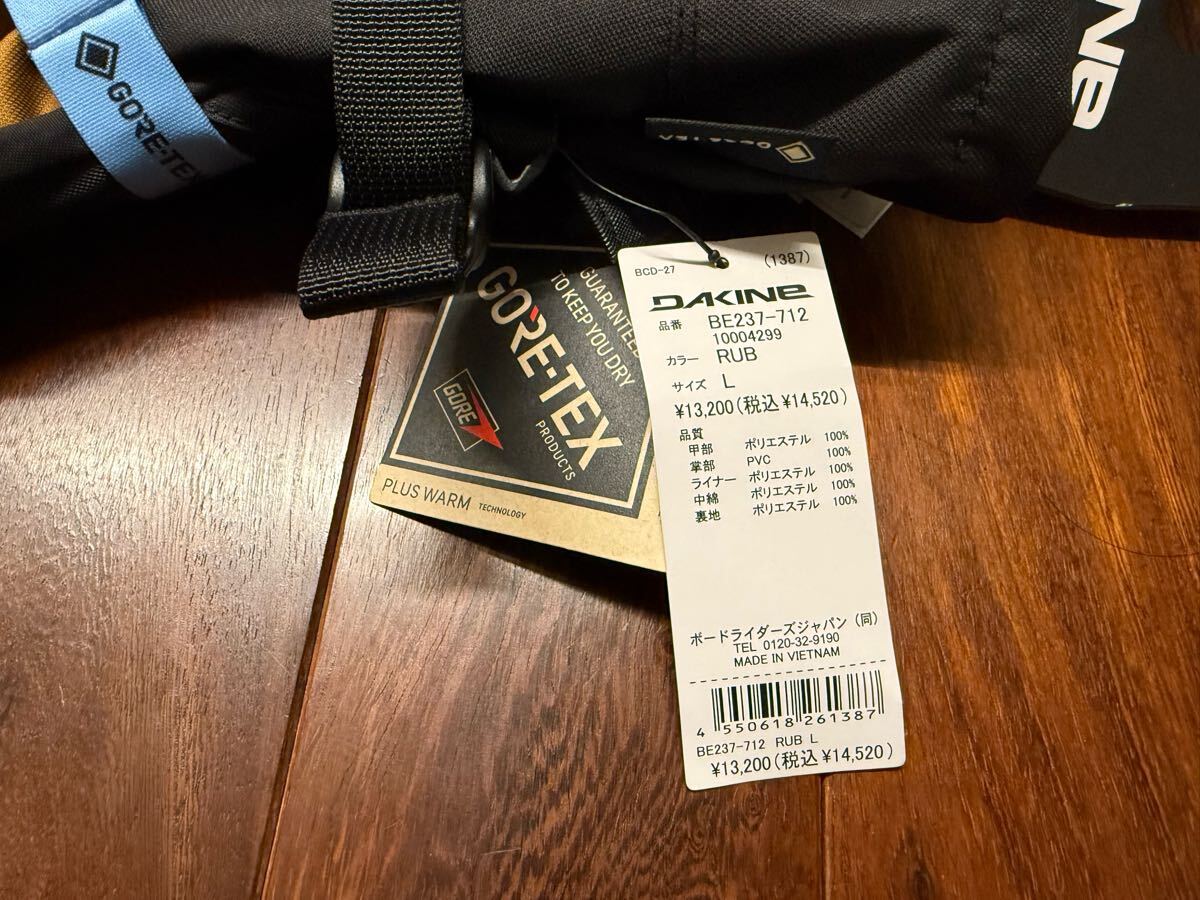 GORE-TEX
NE
GORE-TEX
GUARANTEED
TO KEEP YOU DRY
GORE-TEX
PRODUCTS
GORE
PLUS WARM TECHNOLOGY
BCD-27 (1387)
DAKINE
品番 BE237-712
10004299
カラー RUB
サイズ L
¥13,200(税込¥14,520)
品質
甲部 ポリエステル 100%
掌部 PVC 100%
ライナー ポリエステル 100%
中綿 ポリエステル 100%
裏地 ポリエステル 100%
ボードライダーズジャパン(同)
TEL 0120-32-9190
MADE IN VIETNAM
4 550618 261387
BE237-712 RUB L
¥13,200(税込¥14,520)